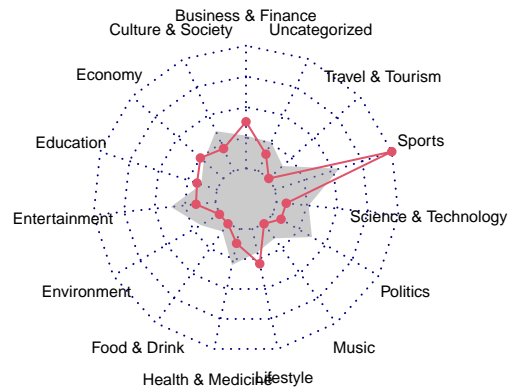 Business & Finance
Culture & Society
Uncategorized
Economy
Travel & Tourism
Education
Sports
Entertainment
Science & Technology
Environment
Politics
Food & Drink
Music
Health & Medicine
Lifestyle